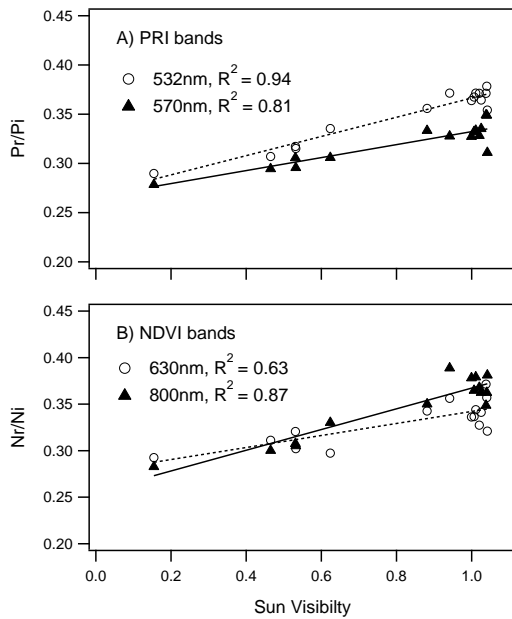 0.45
A) PRI bands
0.40
532nm, R² = 0.94
570nm, R² = 0.81
0.35
Pr/Pi
0.30
0.25
0.20
0.45
B) NDVI bands
0.40
630nm, R² = 0.63
800nm, R² = 0.87
0.35
Nr/Ni
0.30
0.25
0.20
0.0 0.2 0.4 0.6 0.8 1.0
Sun Visibilty